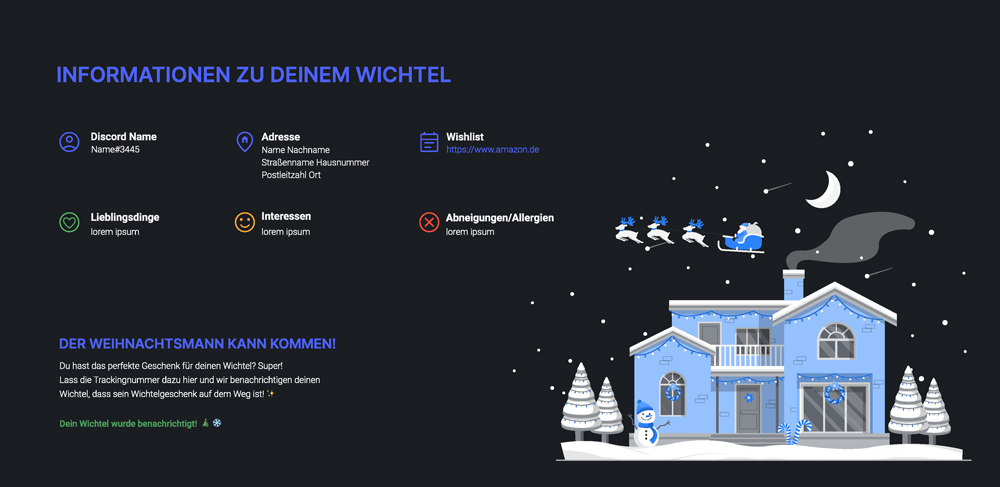 INFORMATIONEN ZU DEINEM WICHTEL
Discord Name
Name#3445
Adresse
Name Nachname
Straßenname Hausnummer
Postleitzahl Ort
Wishlist
https://www.amazon.de
Lieblingsdinge
lorem ipsum
Interessen
lorem ipsum
Abneigungen/Allergien
lorem ipsum
DER WEIHNACHTSMANN KANN KOMMEN!
Du hast das perfekte Geschenk für deinen Wichtel? Super!
Lass die Trackingnummer dazu hier und wir benachrichtigen deinen
Wichtel, dass sein Wichtelgeschenk auf dem Weg ist! ✨
Dein Wichtel wurde benachrichtigt! 🎄 ❄️